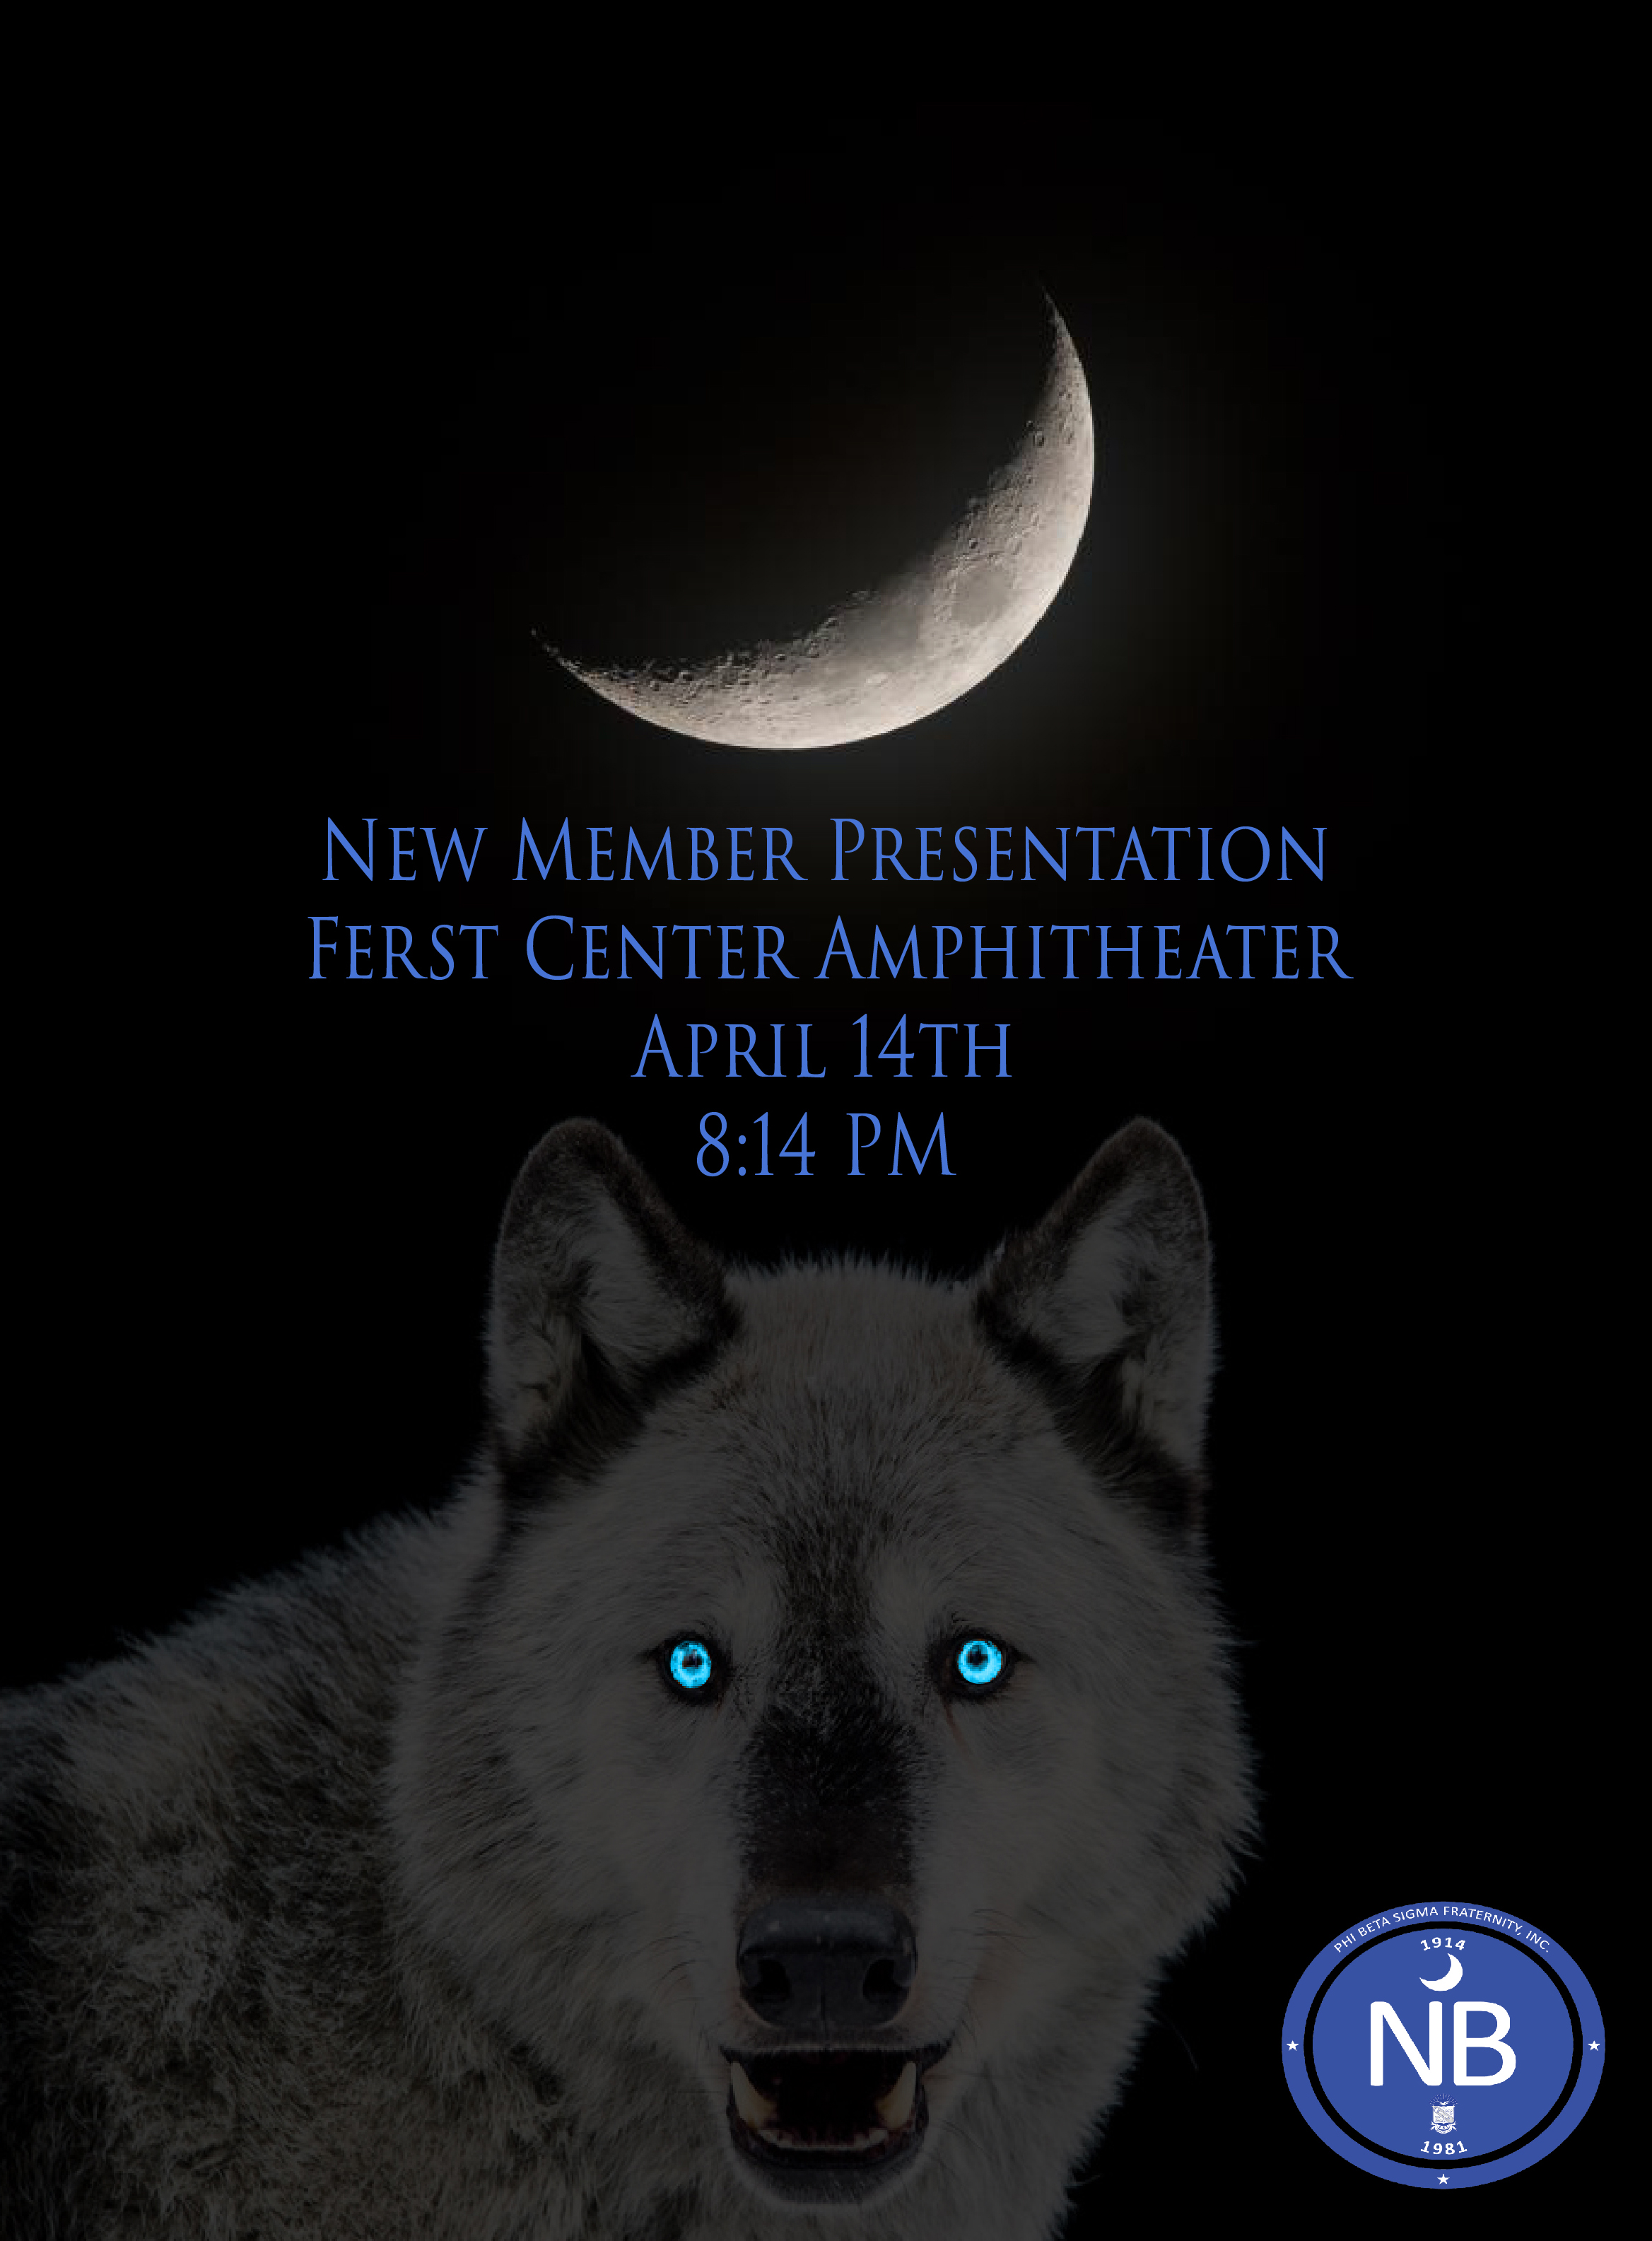 New Member Presentation
Ferst Center Amphitheater
April 14th
8:14 PM
PHI BETA SIGMA FRATERNITY, INC.
1914
NB
1981